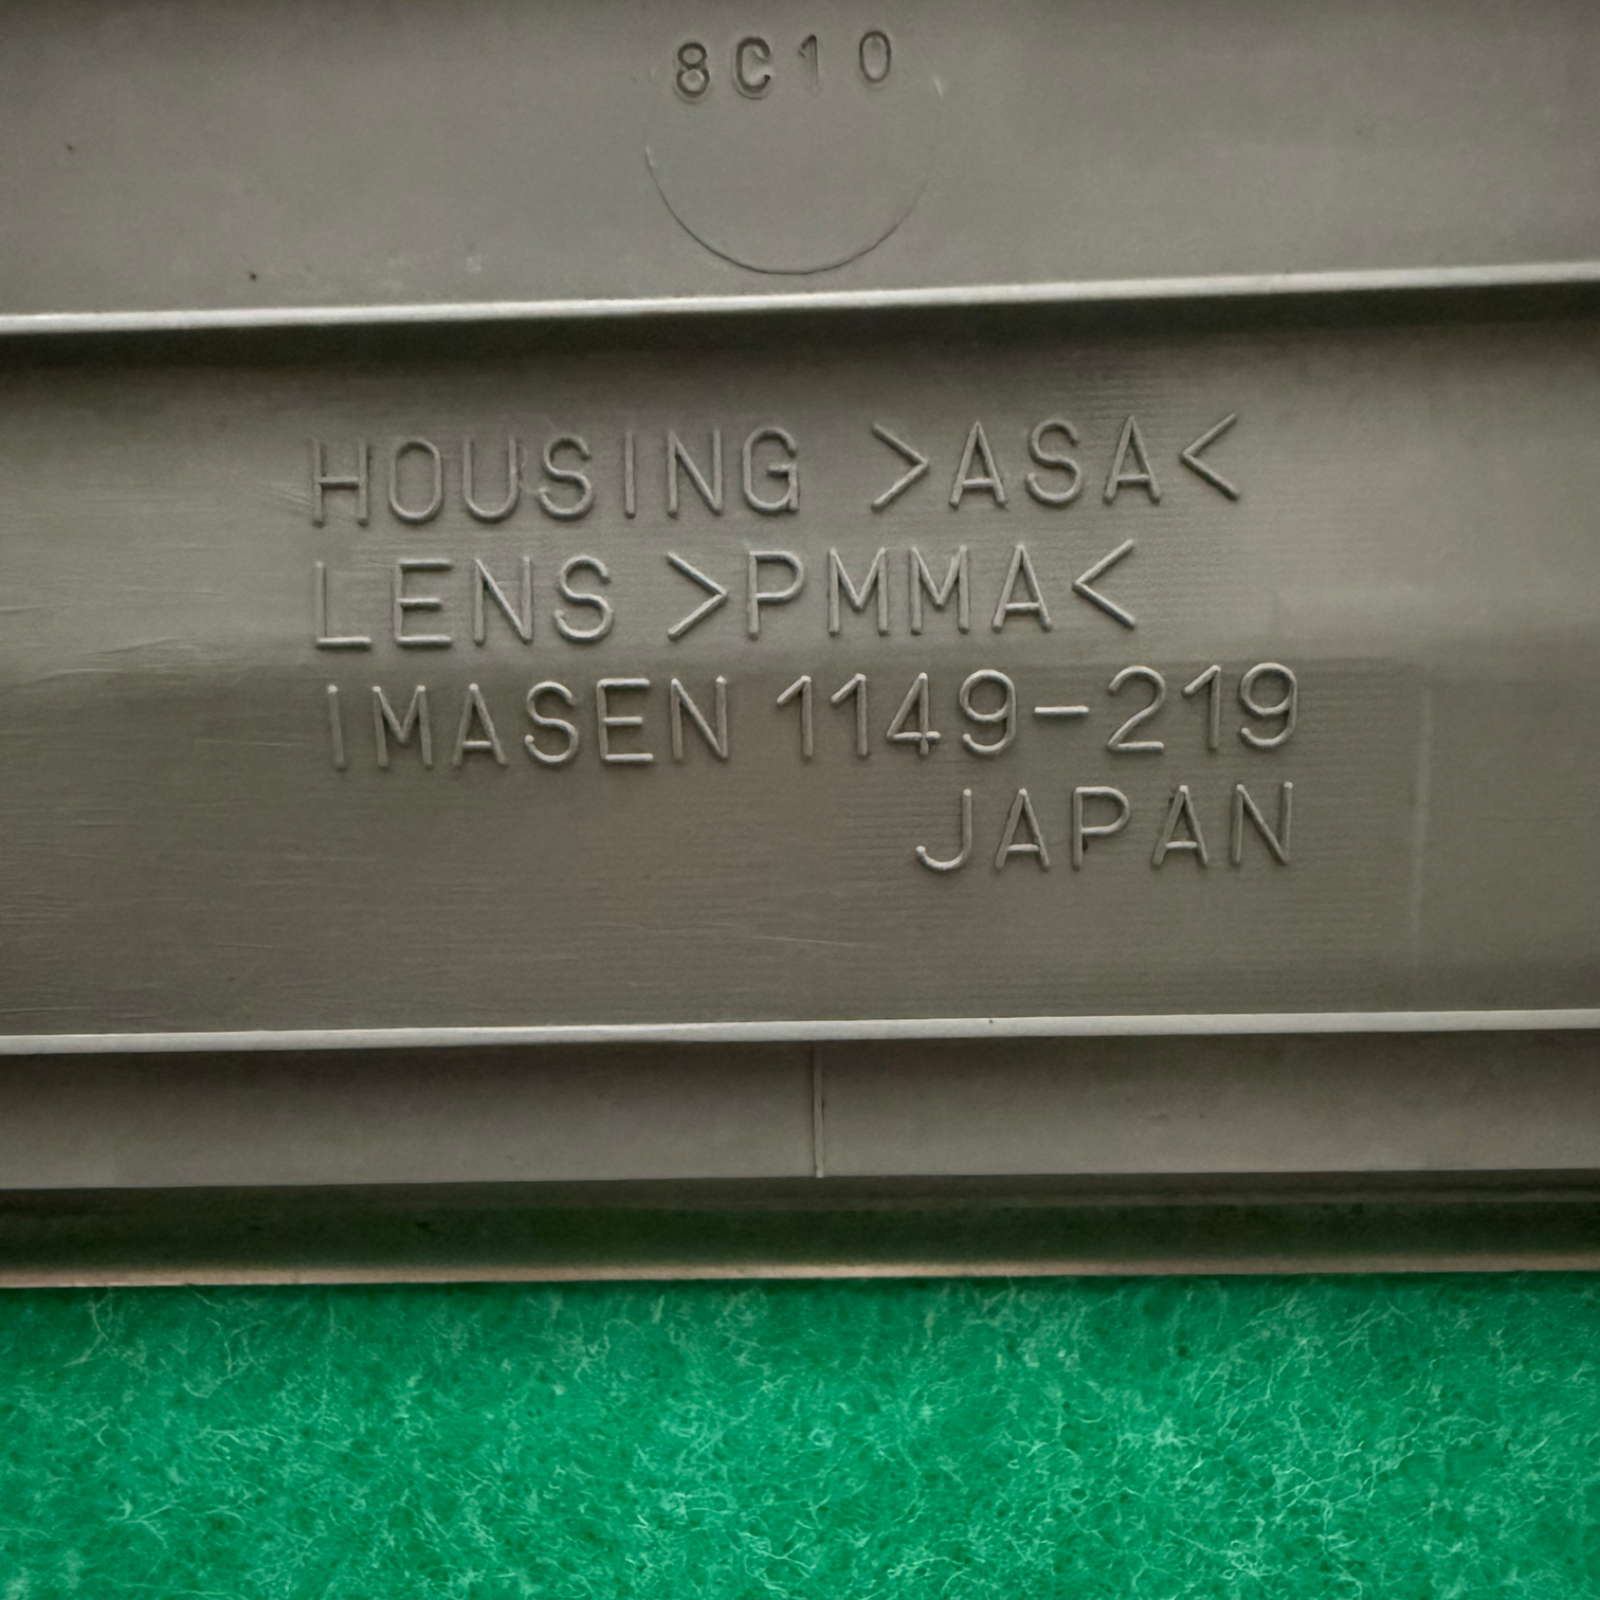 8C10
HOUSING >ASA<
LENS >PMMA<
IMASEN 1149-219
JAPAN